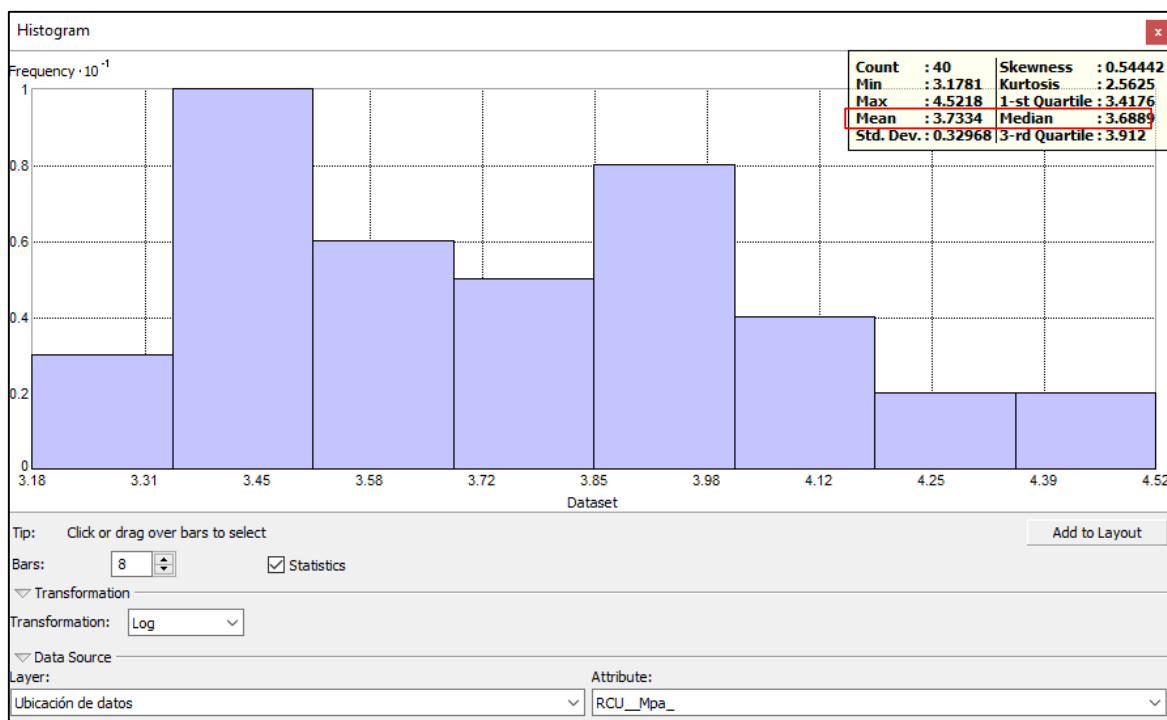 Histogram
x
Frequency · 10 -1
Count : 40 Skewness : 0.54442
Min : 3.1781 Kurtosis : 2.5625
Max : 4.5218 1-st Quartile : 3.4176
Mean : 3.7334 Median : 3.6889
Std. Dev. : 0.32968 3-rd Quartile : 3.912
1
0.8
0.6
0.4
0.2
0
3.18 3.31 3.45 3.58 3.72 3.85 3.98 4.12 4.25 4.39 4.52
Dataset
Tip: Click or drag over bars to select Add to Layout
Bars: 8 Statistics
Transformation
Transformation: Log
Data Source
Layer: Attribute:
Ubicación de datos RCU__Mpa_